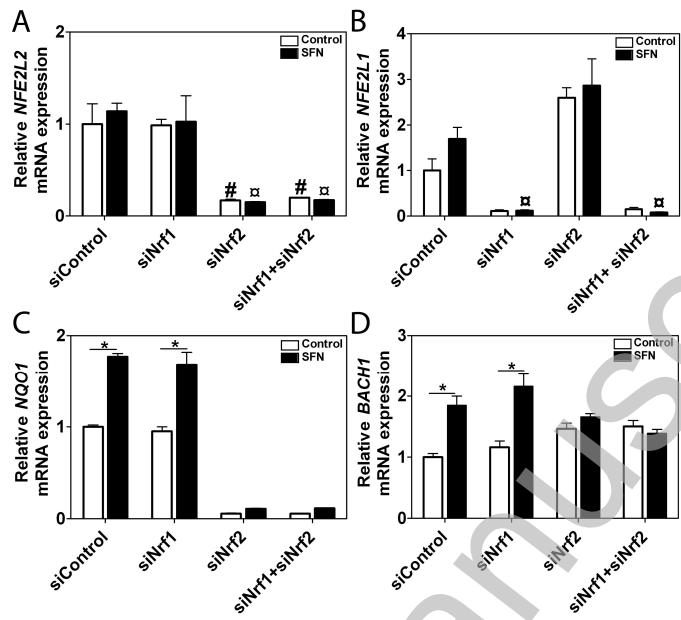 A
Relative NFE2L2
mRNA expression
2
1
0
Control
SFN
#
¤
#
¤
siControl
siNrf1
siNrf2
siNrf1+siNrf2
B
Relative NFE2L1
mRNA expression
4
3
2
1
0
Control
SFN
¤
¤
siControl
siNrf1
siNrf2
siNrf1+ siNrf2
C
Relative NQO1
mRNA expression
2
1
0
Control
SFN
*
*
siControl
siNrf1
siNrf2
siNrf1+siNrf2
D
Relative BACH1
mRNA expression
3
2
1
0
Control
SFN
*
*
siControl
siNrf1
siNrf2
siNrf1+siNrf2